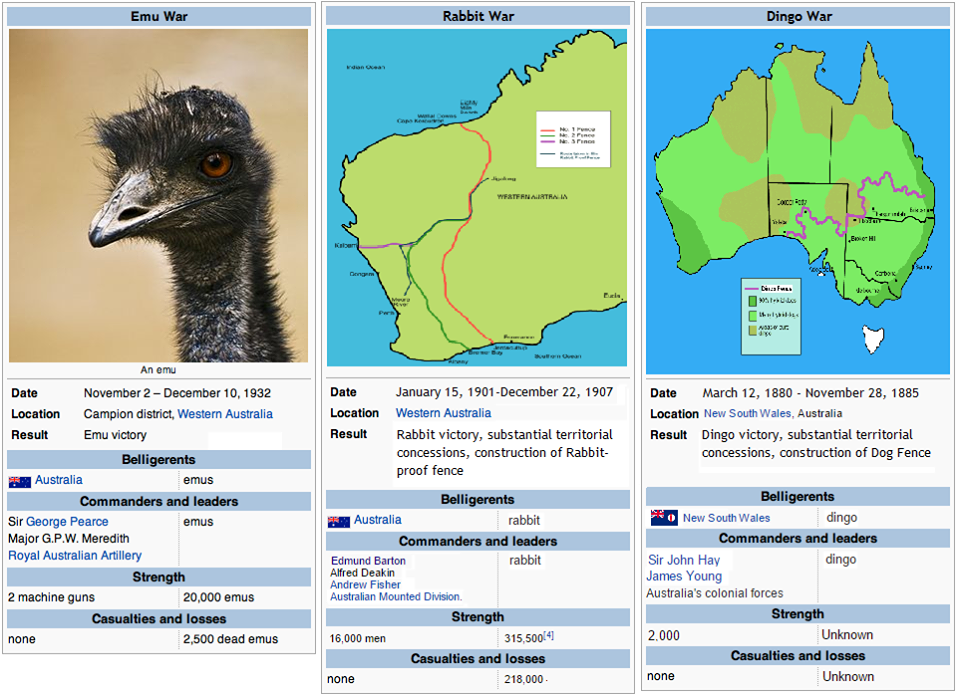 Emu War
An emu
Date November 2 – December 10, 1932
Location Campion district, Western Australia
Result Emu victory
Belligerents
Australia emus
Commanders and leaders
Sir George Pearce emus
Major G.P.W. Meredith
Royal Australian Artillery
Strength
2 machine guns 20,000 emus
Casualties and losses
none 2,500 dead emus
Rabbit War
Indian Ocean
No. 1 Fence
No. 2 Fence
No. 3 Fence
WESTERN AUSTRALIA
Southern Ocean
Date January 15, 1901-December 22, 1907
Location Western Australia
Result Rabbit victory, substantial territorial
concessions, construction of Rabbit-
proof fence
Belligerents
Australia rabbit
Commanders and leaders
Edmund Barton rabbit
Alfred Deakin
Andrew Fisher
Australian Mounted Division.
Strength
16,000 men 315,500[4]
Casualties and losses
none 218,000
Dingo War
Broken Hill
Dingo Fence
Date March 12, 1880 - November 28, 1885
Location New South Wales, Australia
Result Dingo victory, substantial territorial
concessions, construction of Dog Fence
Belligerents
New South Wales dingo
Commanders and leaders
Sir John Hay dingo
James Young
Australia's colonial forces
Strength
2,000 Unknown
Casualties and losses
none Unknown